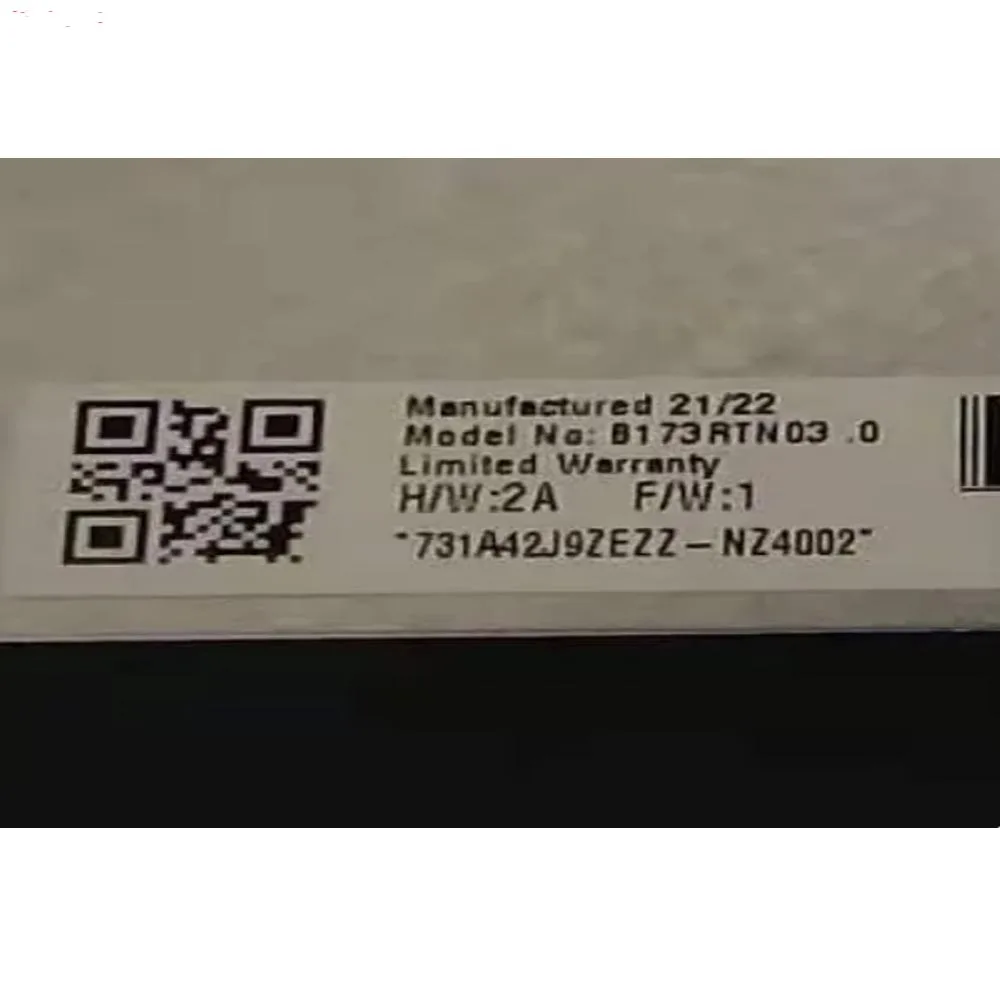 Manufactured 21/22
Model No: B173RTN03 .0
Limited Warranty
H/W:2A F/W:1
"731A42J9ZEZZ-NZ4002"